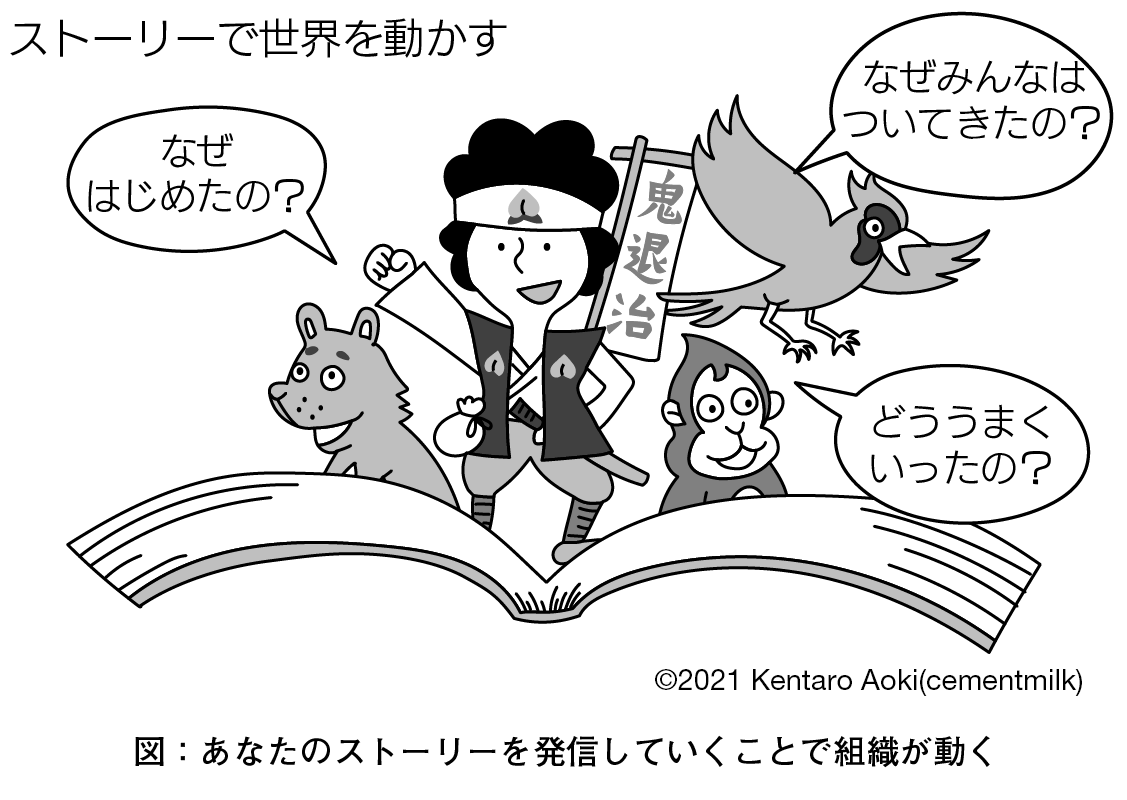 ストーリーで世界を動かす
なぜみんなは
ついてきたの？
なぜ
はじめたの？
鬼退治
どううまく
いったの？
©2021 Kentaro Aoki(cementmilk)
図：あなたのストーリーを発信していくことで組織が動く